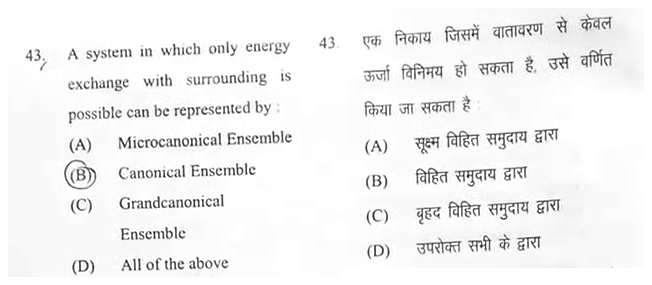 43. A system in which only energy
exchange with surrounding is
possible can be represented by :
(A) Microcanonical Ensemble
(B) Canonical Ensemble
(C) Grandcanonical
Ensemble
(D) All of the above
43. एक निकाय जिसमें वातावरण से केवल
ऊर्जा विनिमय हो सकता है, उसे वर्णित
किया जा सकता है :
(A) सूक्ष्म विहित समुदाय द्वारा
(B) विहित समुदाय द्वारा
(C) बृहद विहित समुदाय द्वारा
(D) उपरोक्त सभी के द्वारा